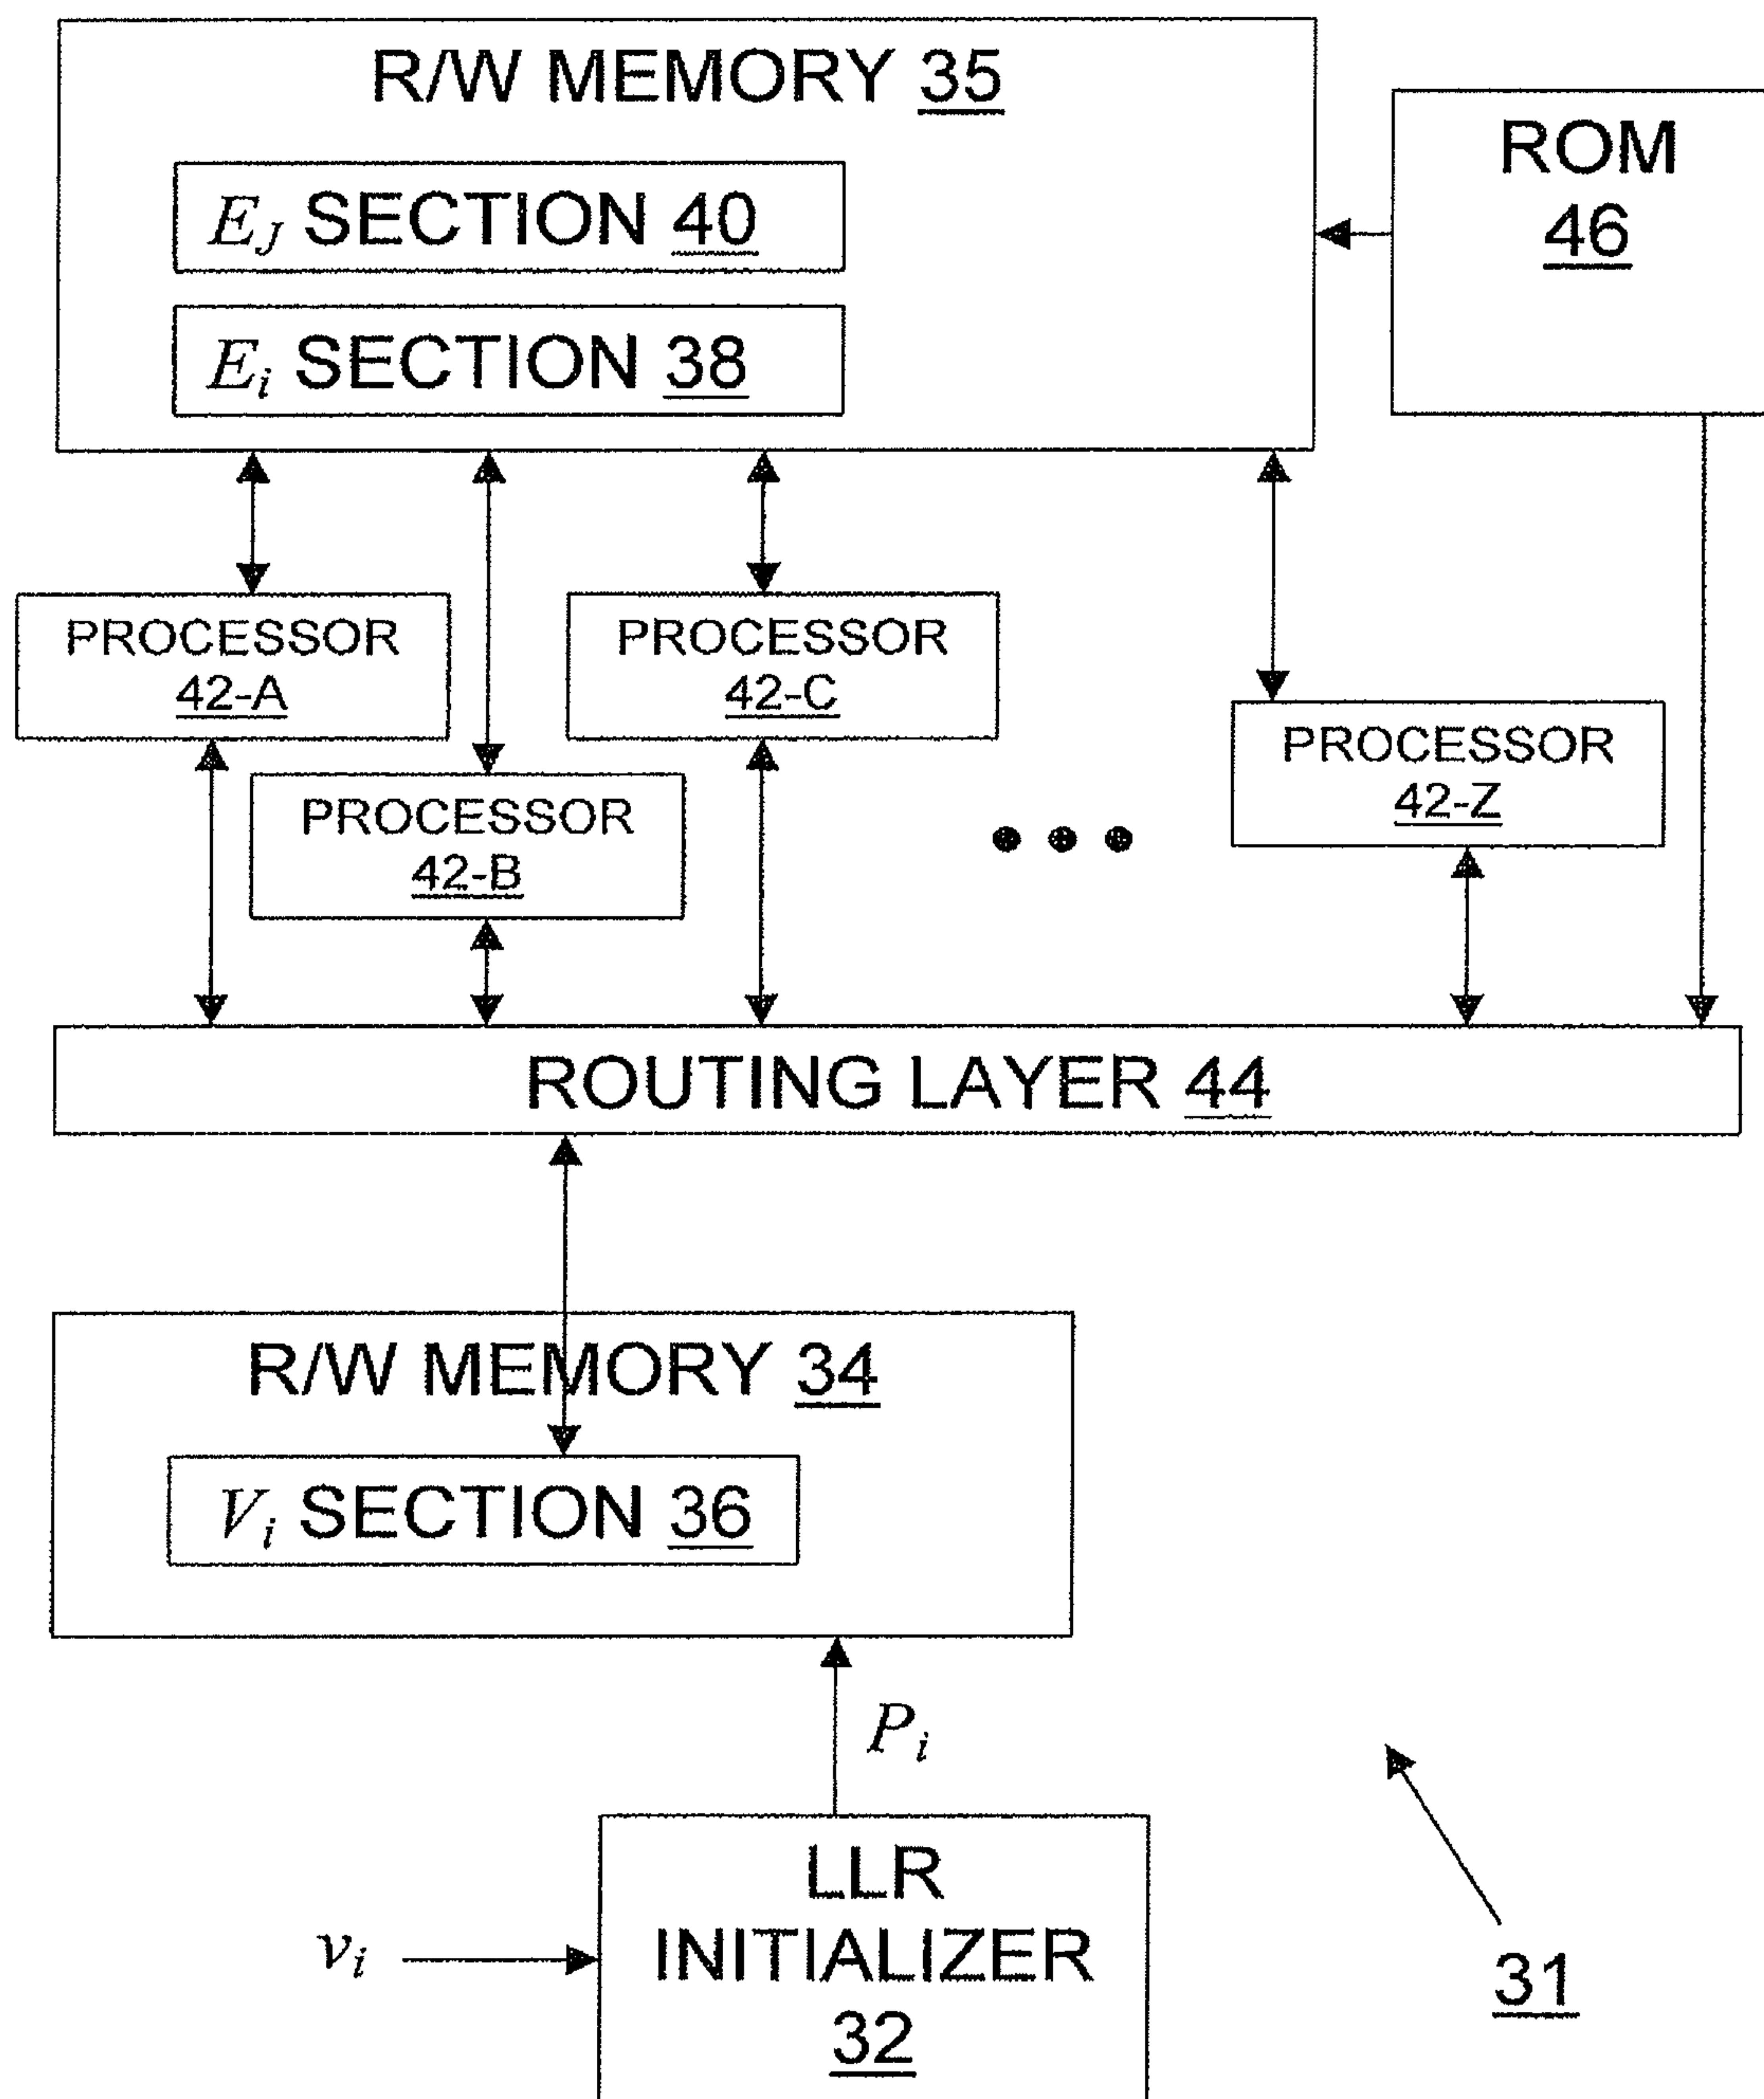 R/W MEMORY 35
ROM
46
E_J SECTION 40
E_i SECTION 38
PROCESSOR
42-A
PROCESSOR
42-C
PROCESSOR
42-Z
PROCESSOR
42-B
ROUTING LAYER 44
R/W MEMORY 34
V_i SECTION 36
P_i
LLR
INITIALIZER
32
v_i
31